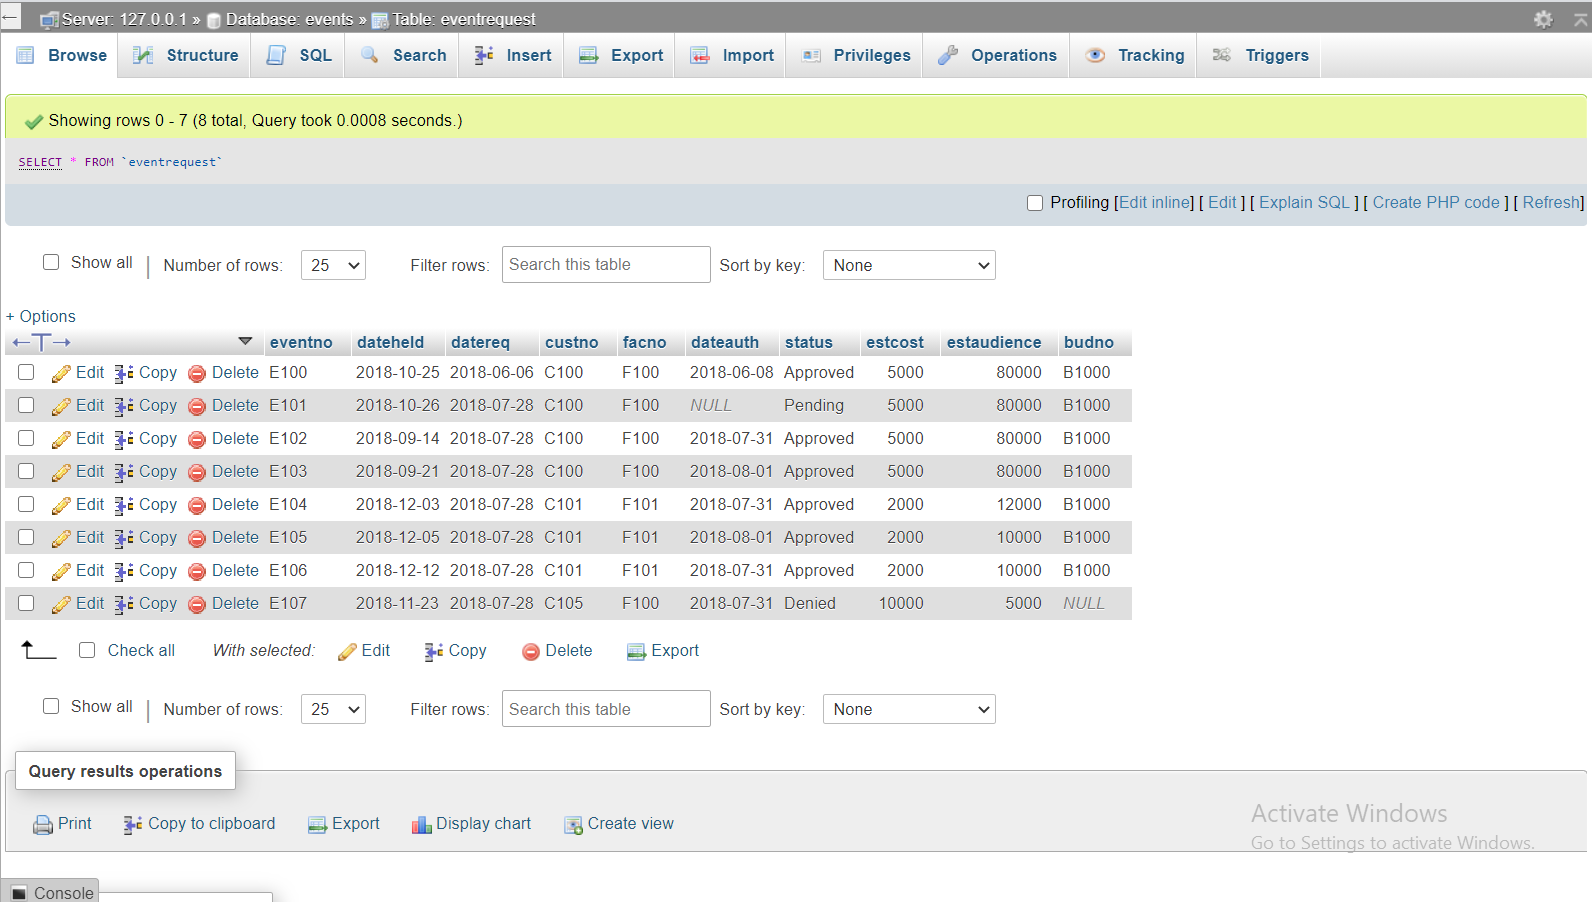 Server: 127.0.0.1 » Database: events » Table: eventrequest
Browse Structure SQL Search Insert Export Import Privileges Operations Tracking Triggers
Showing rows 0 - 7 (8 total, Query took 0.0008 seconds.)
SELECT * FROM `eventrequest`
Profiling [Edit inline] [ Edit ] [ Explain SQL ] [ Create PHP code ] [ Refresh]
Show all | Number of rows: 25 Filter rows: Search this table Sort by key: None
+ Options
←T→ eventno dateheld datereq custno facno dateauth status estcost estaudience budno
Edit Copy Delete E100 2018-10-25 2018-06-06 C100 F100 2018-06-08 Approved 5000 80000 B1000
Edit Copy Delete E101 2018-10-26 2018-07-28 C100 F100 NULL Pending 5000 80000 B1000
Edit Copy Delete E102 2018-09-14 2018-07-28 C100 F100 2018-07-31 Approved 5000 80000 B1000
Edit Copy Delete E103 2018-09-21 2018-07-28 C100 F100 2018-08-01 Approved 5000 80000 B1000
Edit Copy Delete E104 2018-12-03 2018-07-28 C101 F101 2018-07-31 Approved 2000 12000 B1000
Edit Copy Delete E105 2018-12-05 2018-07-28 C101 F101 2018-08-01 Approved 2000 10000 B1000
Edit Copy Delete E106 2018-12-12 2018-07-28 C101 F101 2018-07-31 Approved 2000 10000 B1000
Edit Copy Delete E107 2018-11-23 2018-07-28 C105 F100 2018-07-31 Denied 10000 5000 NULL
Check all With selected: Edit Copy Delete Export
Show all | Number of rows: 25 Filter rows: Search this table Sort by key: None
Query results operations
Print Copy to clipboard Export Display chart Create view
Activate Windows
Go to Settings to activate Windows.
Console